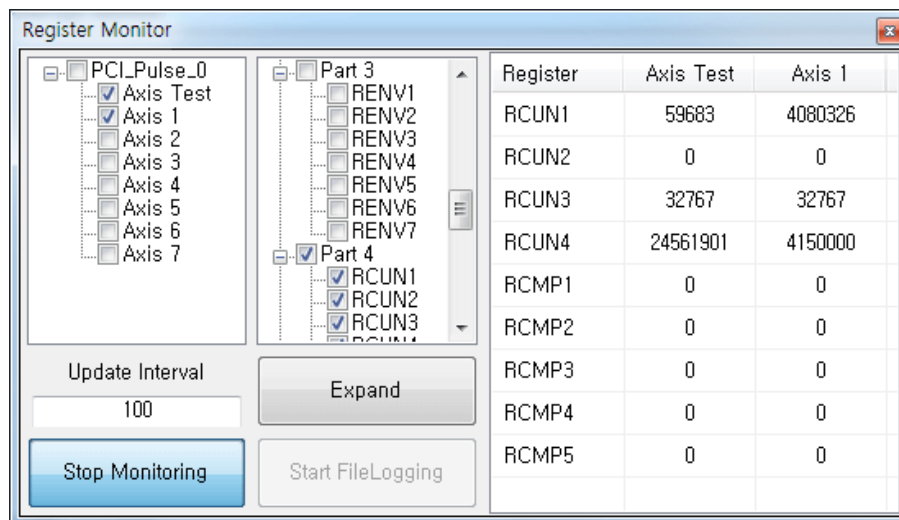 Register Monitor
PCI_Pulse_0
Axis Test
Axis 1
Axis 2
Axis 3
Axis 4
Axis 5
Axis 6
Axis 7
Part 3
RENV1
RENV2
RENV3
RENV4
RENV5
RENV6
RENV7
Part 4
RCUN1
RCUN2
RCUN3
RCUN4
Update Interval
100
Expand
Stop Monitoring
Start FileLogging
Register Axis Test Axis 1
RCUN1 59683 4080326
RCUN2 0 0
RCUN3 32767 32767
RCUN4 24561901 4150000
RCMP1 0 0
RCMP2 0 0
RCMP3 0 0
RCMP4 0 0
RCMP5 0 0